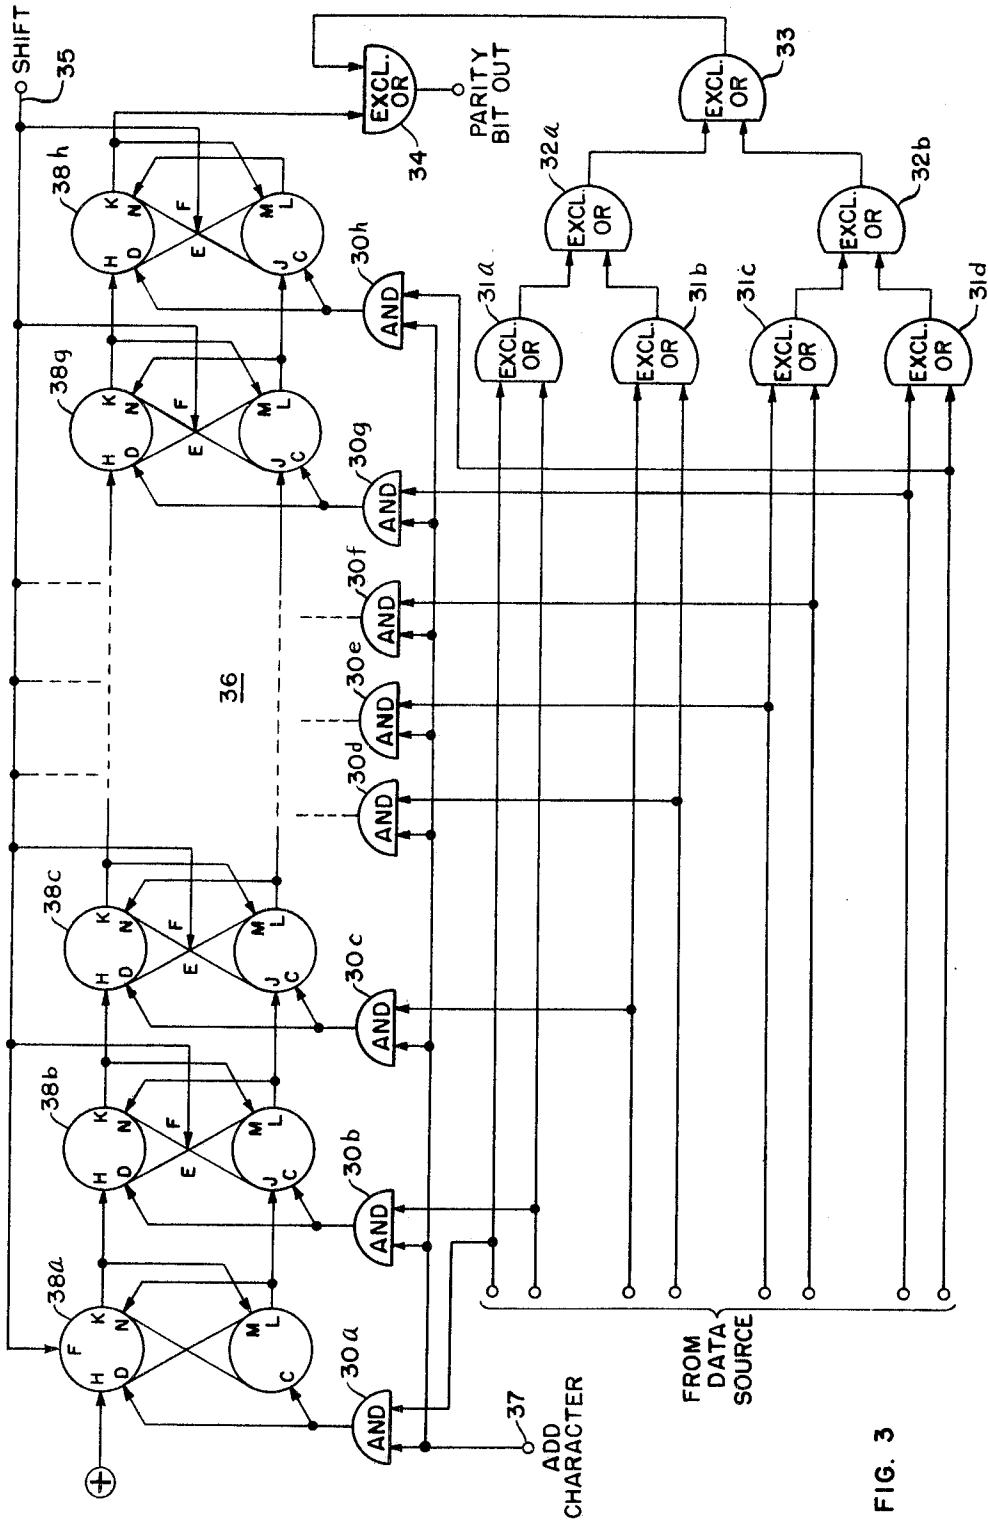 SHIFT
35
38a
38b
38c
38g
38h
F
H
K
D
N
M
C
L
H
K
D
N
E
F
J
M
C
L
H
K
D
N
E
F
J
M
C
L
H
K
D
N
E
F
J
M
C
L
H
K
D
N
E
F
J
M
C
L
+
36
30a
30b
30c
30d
30e
30f
30g
30h
AND
AND
AND
AND
AND
AND
AND
AND
EXCL.
OR
34
PARITY
BIT OUT
37
ADD
CHARACTER
31a
EXCL.
OR
31b
EXCL.
OR
31c
EXCL.
OR
31d
EXCL.
OR
32a
EXCL.
OR
32b
EXCL.
OR
33
EXCL.
OR
FROM DATA
SOURCE
FIG. 3